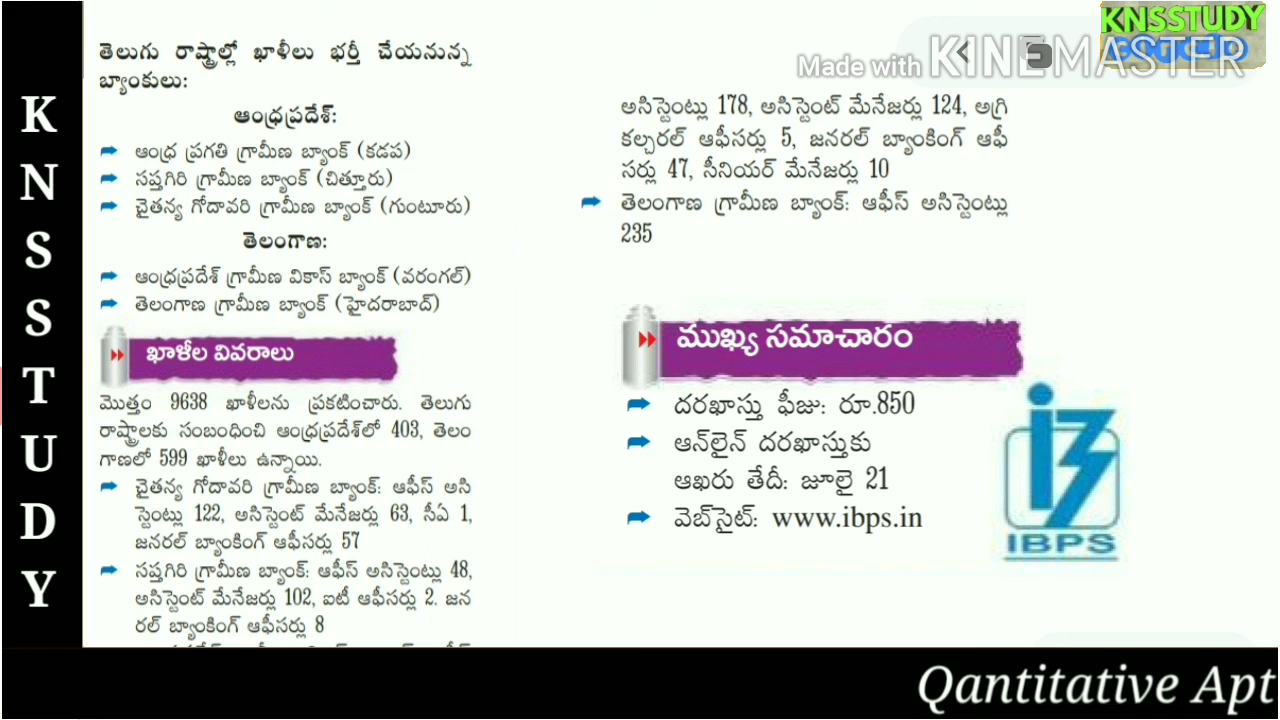 KNSSTUDY
తెలుగు రాష్ట్రాల్లో ఖాళీలు భర్తీ చేయనున్న
బ్యాంకులు:
ఆంధ్రప్రదేశ్:
ఆంధ్ర ప్రగతి గ్రామీణ బ్యాంక్ (కడప)
సప్తగిరి గ్రామీణ బ్యాంక్ (చిత్తూరు)
చైతన్య గోదావరి గ్రామీణ బ్యాంక్ (గుంటూరు)
తెలంగాణ:
ఆంధ్రప్రదేశ్ గ్రామీణ వికాస్ బ్యాంక్ (వరంగల్)
తెలంగాణ గ్రామీణ బ్యాంక్ (హైదరాబాద్)
ఖాళీల వివరాలు
మొత్తం 9638 ఖాళీలను ప్రకటించారు. తెలుగు
రాష్ట్రాలకు సంబంధించి ఆంధ్రప్రదేశ్‌లో 403, తెలం
గాణలో 599 ఖాళీలు ఉన్నాయి.
చైతన్య గోదావరి గ్రామీణ బ్యాంక్: ఆఫీస్ అసి
స్టెంట్లు 122, అసిస్టెంట్ మేనేజర్లు 63, సీఏ 1,
జనరల్ బ్యాంకింగ్ ఆఫీసర్లు 57
సప్తగిరి గ్రామీణ బ్యాంక్: ఆఫీస్ అసిస్టెంట్లు 48,
అసిస్టెంట్ మేనేజర్లు 102, ఐటీ ఆఫీసర్లు 2. జన
రల్ బ్యాంకింగ్ ఆఫీసర్లు 8
Made with KINEMASTER
KNSSTUDY
అసిస్టెంట్లు 178, అసిస్టెంట్ మేనేజర్లు 124, అగ్రి
కల్చరల్ ఆఫీసర్లు 5, జనరల్ బ్యాంకింగ్ ఆఫీ
సర్లు 47, సీనియర్ మేనేజర్లు 10
తెలంగాణ గ్రామీణ బ్యాంక్: ఆఫీస్ అసిస్టెంట్లు
235
ముఖ్య సమాచారం
దరఖాస్తు ఫీజు: రూ.850
ఆన్‌లైన్ దరఖాస్తుకు
ఆఖరు తేదీ: జూలై 21
వెబ్‌సైట్: www.ibps.in
IBPS
Qantitative Apt